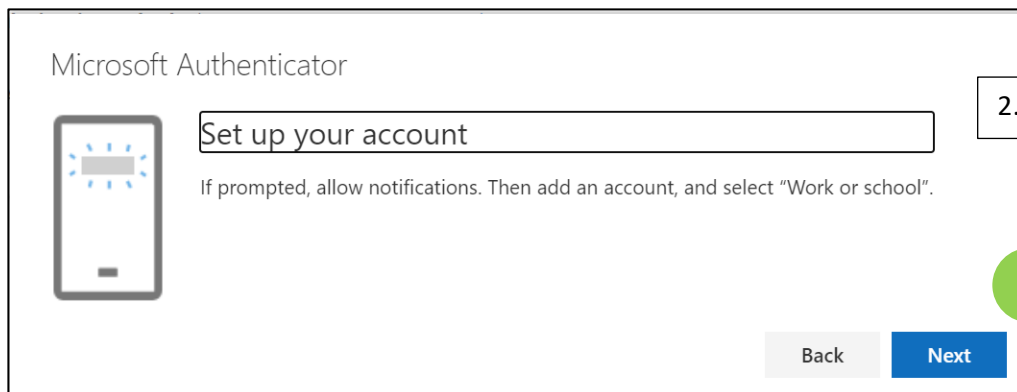 Microsoft Authenticator
Set up your account
2.
If prompted, allow notifications. Then add an account, and select “Work or school”.
Back
Next